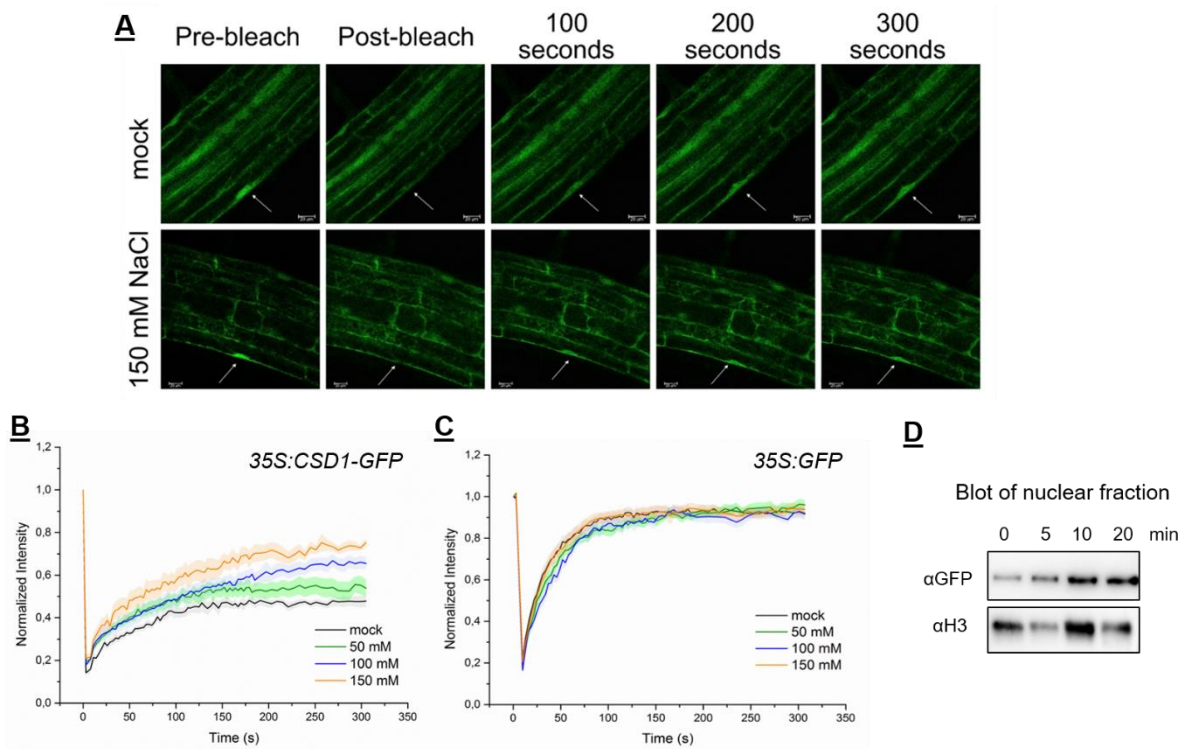 A
Pre-bleach
Post-bleach
100
seconds
200
seconds
300
seconds
mock
150 mM NaCl
B
35S:CSD1-GFP
Normalized Intensity
1,2
1,0
0,8
0,6
0,4
0,2
0,0
mock
50 mM
100 mM
150 mM
0 50 100 150 200 250 300 350
Time (s)
C
35S:GFP
Normalized Intensity
1,2
1,0
0,8
0,6
0,4
0,2
0,0
mock
50 mM
100 mM
150 mM
0 50 100 150 200 250 300 350
Time (s)
D
Blot of nuclear fraction
0 5 10 20 min
αGFP
αH3